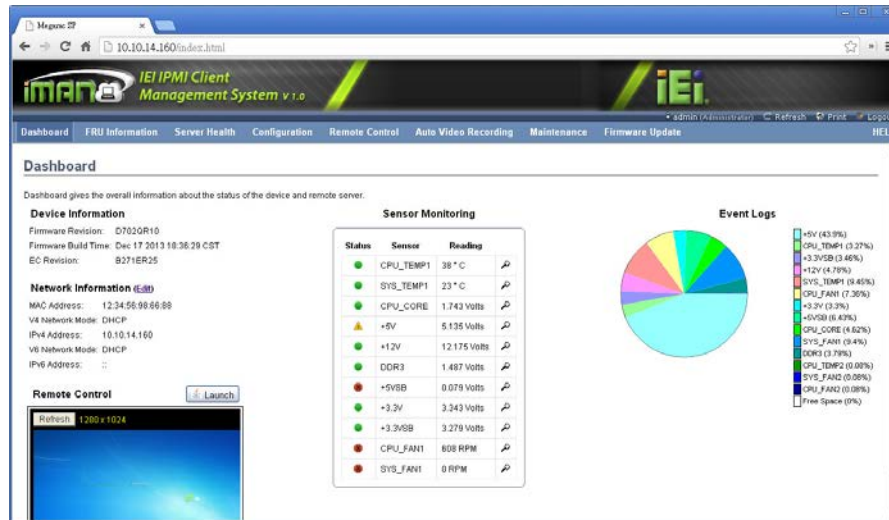 Megarac SP
10.10.14.160/index.html
iMAN
IEI IPMI Client
Management System v 1.0
iEi
admin (Administrator) Refresh Print Logout
Dashboard FRU Information Server Health Configuration Remote Control Auto Video Recording Maintenance Firmware Update HEL
Dashboard
Dashboard gives the overall information about the status of the device and remote server.
Device Information
Firmware Revision: D702QR10
Firmware Build Time: Dec 17 2013 18:36:29 CST
EC Revision: B271ER25
Network Information (Edit)
MAC Address: 12:34:56:98:66:89
V4 Network Mode: DHCP
IPv4 Address: 10.10.14.160
V6 Network Mode: DHCP
IPv6 Address: ::
Remote Control
Launch
Refresh 1280 x 1024
Sensor Monitoring
Status Sensor Reading
CPU_TEMP1 38 ° C
SYS_TEMP1 23 ° C
CPU_CORE 1.743 Volts
+5V 5.135 Volts
+12V 12.175 Volts
DDR3 1.487 Volts
+5VSB 0.079 Volts
+3.3V 3.343 Volts
+3.3VSB 3.279 Volts
CPU_FAN1 608 RPM
SYS_FAN1 0 RPM
Event Logs
+5V (43.9%)
CPU_TEMP1 (3.27%)
+3.3VSB (3.46%)
+12V (4.78%)
SYS_TEMP1 (9.45%)
CPU_FAN1 (7.35%)
+3.3V (3.3%)
+5VSB (6.43%)
CPU_CORE (4.62%)
SYS_FAN1 (9.4%)
DDR3 (3.79%)
CPU_TEMP2 (0.08%)
SYS_FAN2 (0.08%)
CPU_FAN2 (0.08%)
Free Space (0%)